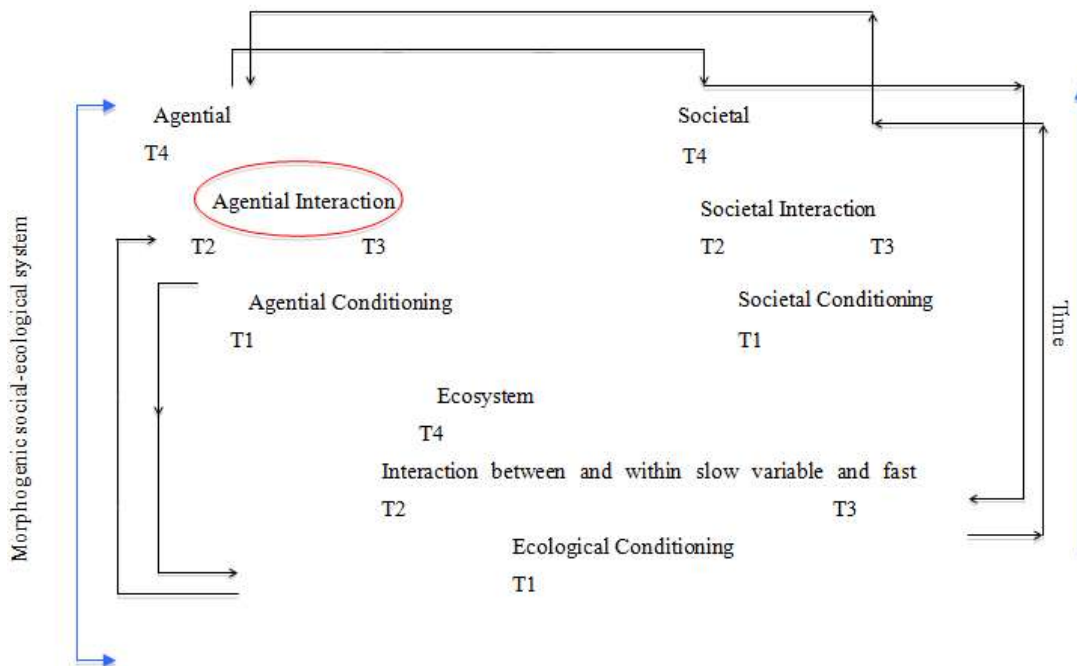 Agential
Societal
T4
T4
Agential Interaction
Societal Interaction
T2
T3
T2
T3
Agential Conditioning
Societal Conditioning
T1
T1
Ecosystem
T4
Interaction between and within slow variable and fast
T2
T3
Ecological Conditioning
T1
Morphogenic social-ecological system
Time